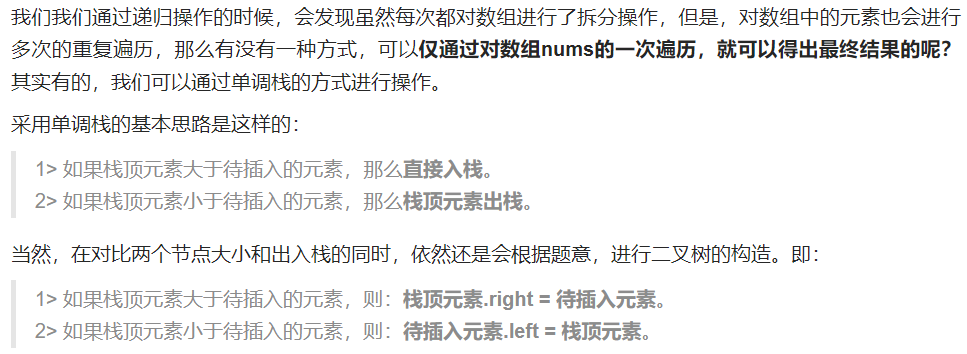 我们我们通过递归操作的时候，会发现虽然每次都对数组进行了拆分操作，但是，对数组中的元素也会进行
多次的重复遍历，那么有没有一种方式，可以仅通过对数组nums的一次遍历，就可以得出最终结果的呢？
其实有的，我们可以通过单调栈的方式进行操作。
采用单调栈的基本思路是这样的：
1> 如果栈顶元素大于待插入的元素，那么直接入栈。
2> 如果栈顶元素小于待插入的元素，那么栈顶元素出栈。
当然，在对比两个节点大小和出入栈的同时，依然还是会根据题意，进行二叉树的构造。即：
1> 如果栈顶元素大于待插入的元素，则：栈顶元素.right = 待插入元素。
2> 如果栈顶元素小于待插入的元素，则：待插入元素.left = 栈顶元素。